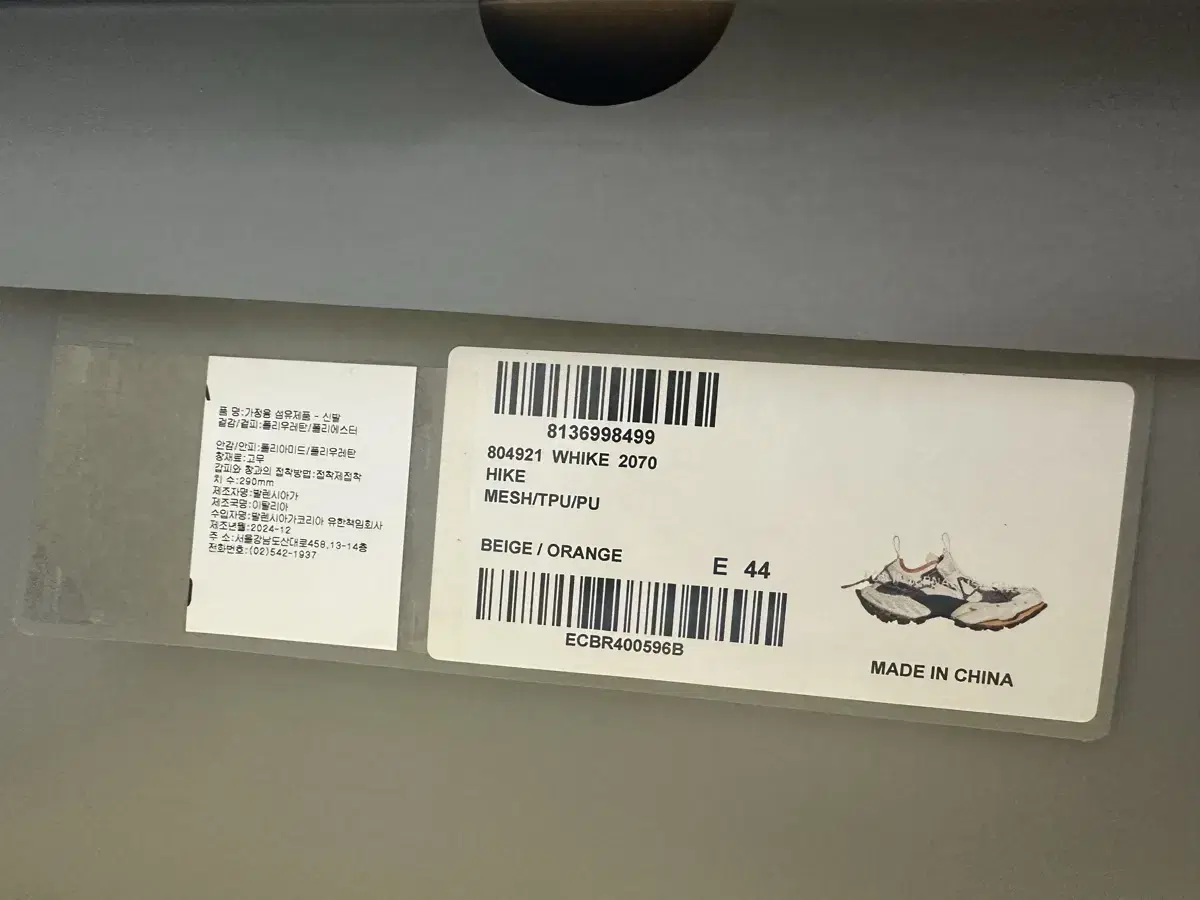 품 명:가정용 섬유제품 - 신발
겉감/겉피:폴리우레탄/폴리에스터
안감/안피:폴리아미드/폴리우레탄
창재료:고무
갑피와 창과의 접착방법:접착제접착
치 수:290mm
제조자명:발렌시아가
제조국명:이탈리아
수입자명:발렌시아가코리아 유한책임회사
제조년월:2024-12
주 소:서울강남도산대로458,13-14층
전화번호:(02)542-1937
8136998499
804921 WHIKE 2070
HIKE
MESH/TPU/PU
BEIGE / ORANGE
E 44
ECBR400596B
MADE IN CHINA